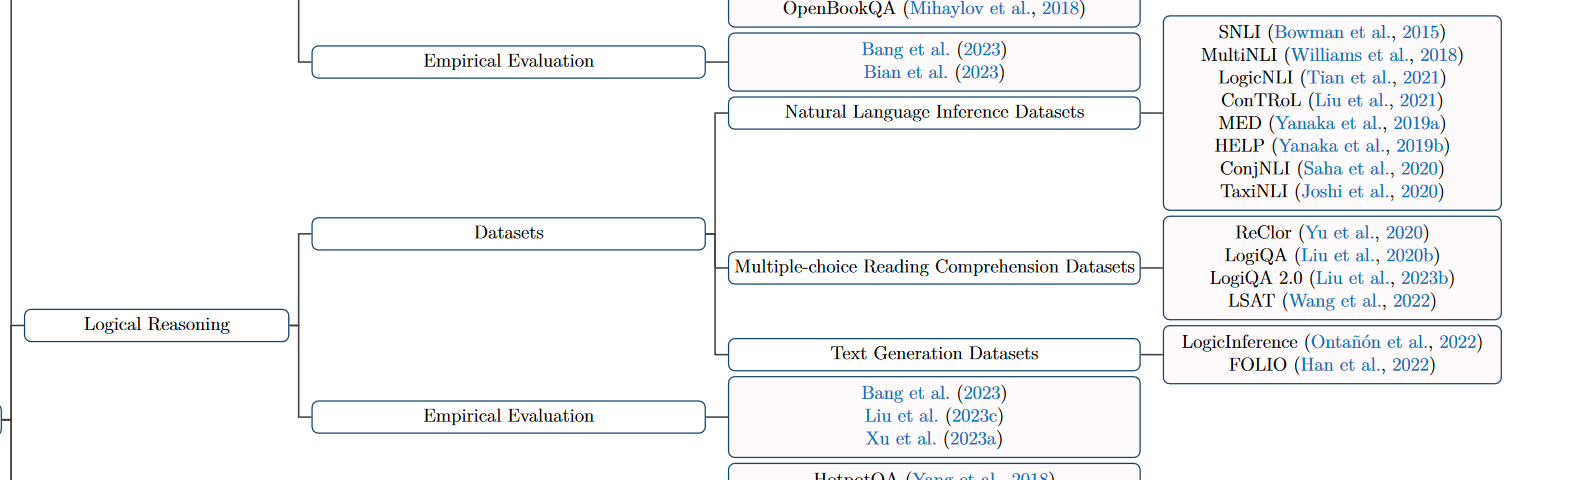 OpenBookQA (Mihaylov et al., 2018)
Empirical Evaluation
Bang et al. (2023)
Bian et al. (2023)
Logical Reasoning
Datasets
Natural Language Inference Datasets
SNLI (Bowman et al., 2015)
MultiNLI (Williams et al., 2018)
LogicNLI (Tian et al., 2021)
ConTRoL (Liu et al., 2021)
MED (Yanaka et al., 2019a)
HELP (Yanaka et al., 2019b)
ConjNLI (Saha et al., 2020)
TaxiNLI (Joshi et al., 2020)
Multiple-choice Reading Comprehension Datasets
ReClor (Yu et al., 2020)
LogiQA (Liu et al., 2020b)
LogiQA 2.0 (Liu et al., 2023b)
LSAT (Wang et al., 2022)
Text Generation Datasets
LogicInference (Ontañón et al., 2022)
FOLIO (Han et al., 2022)
Empirical Evaluation
Bang et al. (2023)
Liu et al. (2023c)
Xu et al. (2023a)
HotpotQA (Yang et al., 2018)